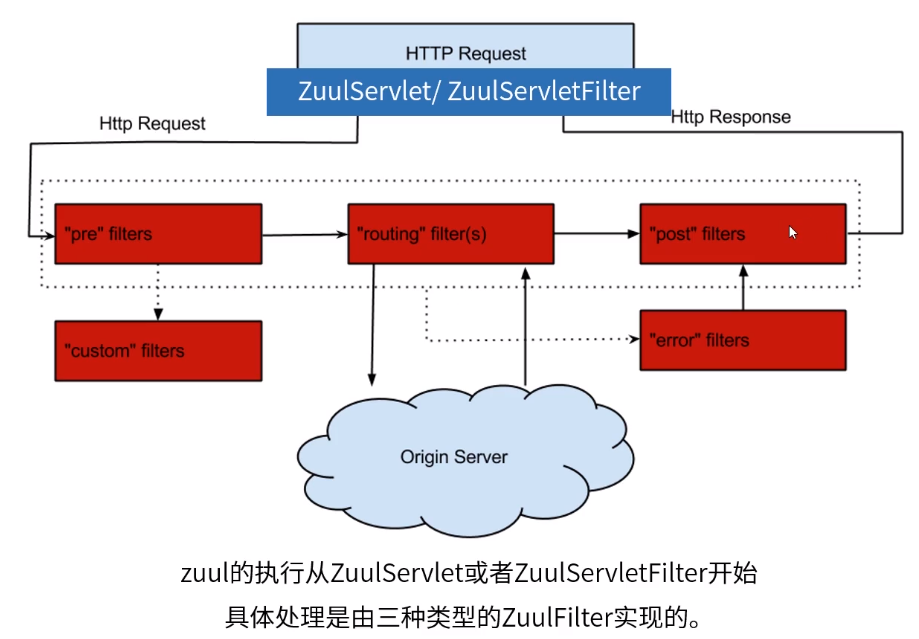 HTTP Request
ZuulServlet/ ZuulServletFilter
Http Request
Http Response
"pre" filters
"routing" filter(s)
"post" filters
"custom" filters
"error" filters
Origin Server
zuul的执行从ZuulServlet或者ZuulServletFilter开始
具体处理是由三种类型的ZuulFilter实现的。